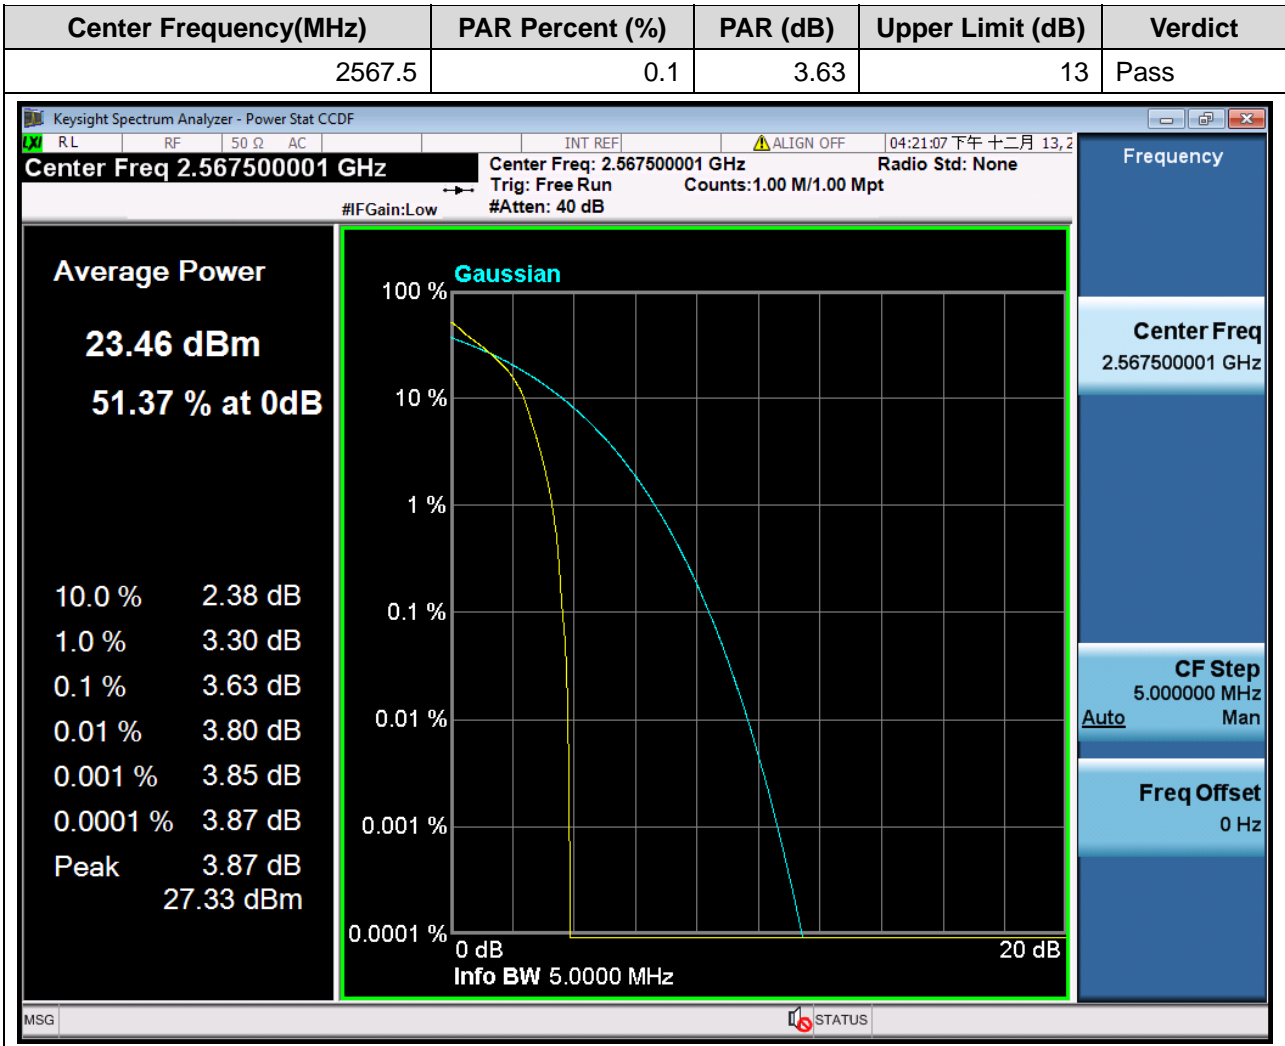 Center Frequency(MHz) PAR Percent (%) PAR (dB) Upper Limit (dB) Verdict
2567.5 0.1 3.63 13 Pass
Keysight Spectrum Analyzer - Power Stat CCDF
LXI RL RF 50 Ω AC INT REF ALIGN OFF 04:21:07 下午 十二月 13, 2
Center Freq 2.567500001 GHz
#IFGain:Low
Center Freq: 2.567500001 GHz Radio Std: None
Trig: Free Run Counts:1.00 M/1.00 Mpt
#Atten: 40 dB
Average Power
23.46 dBm
51.37 % at 0dB
10.0 % 2.38 dB
1.0 % 3.30 dB
0.1 % 3.63 dB
0.01 % 3.80 dB
0.001 % 3.85 dB
0.0001 % 3.87 dB
Peak 3.87 dB
27.33 dBm
Gaussian
100 %
10 %
1 %
0.1 %
0.01 %
0.001 %
0.0001 %
0 dB 20 dB
Info BW 5.0000 MHz
Frequency
Center Freq
2.567500001 GHz
CF Step
5.000000 MHz
Auto Man
Freq Offset
0 Hz
MSG STATUS